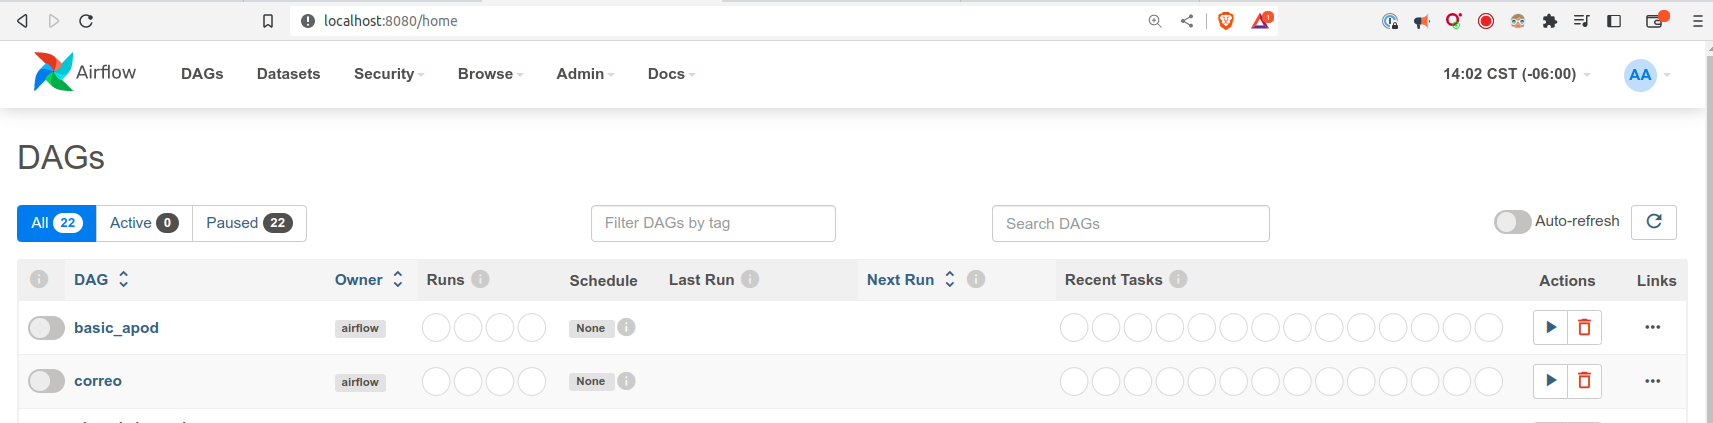 localhost:8080/home
1
Airflow DAGs Datasets Security Browse Admin Docs 14:02 CST (-06:00) AA
DAGs
All 22 Active 0 Paused 22 Filter DAGs by tag Search DAGs Auto-refresh
i DAG Owner Runs i Schedule Last Run i Next Run i Recent Tasks i Actions Links
basic_apod airflow None i
correo airflow None i